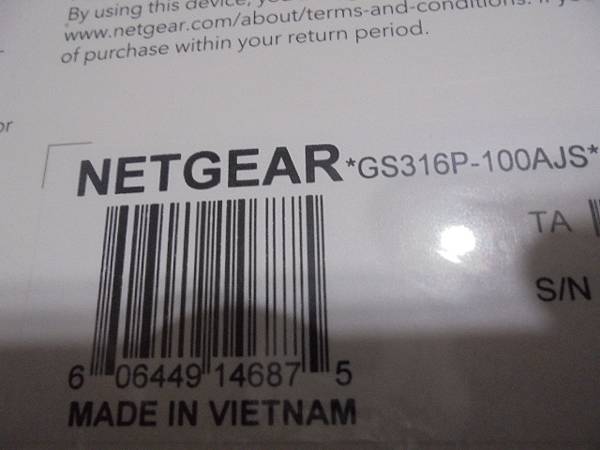 By using this device,
www.netgear.com/about/terms-and-conditions.
of purchase within your return period.
or
NETGEAR *GS316P-100AJS*
TA
S/N
6 06449 14687 5
MADE IN VIETNAM